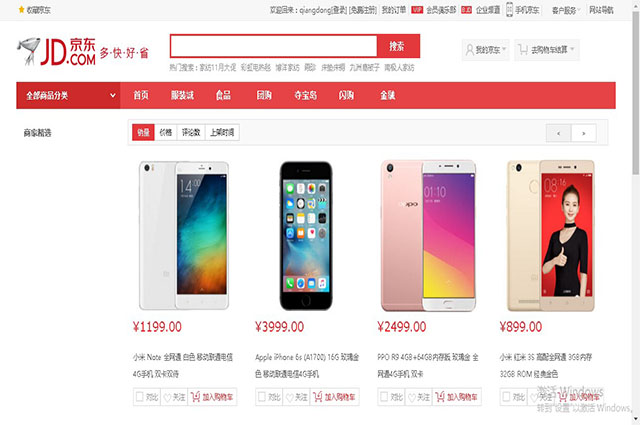 收藏京东
欢迎回来：qiangdong[登录] [免费注册] 我的订单 VIP 会员俱乐部 企业频道 手机京东 客户服务 网站导航
JD.COM 京东 多·快·好·省
搜索
我的京东 去购物车结算
热门搜索：家纺11月大促 彩虹电热毯 博洋家纺 床垫床褥 九洲鹿被子 南极人家纺
全部商品分类 首页 服装城 食品 团购 夺宝岛 闪购 金融
商家精选
销量 价格 评论数 上架时间 < >
oppo 01:10
08:16
¥1199.00 ¥3999.00 ¥2499.00 ¥899.00
小米 Note 全网通 白色 移动联通电信4G手机 双卡双待
Apple iPhone 6s (A1702) 16G 玫瑰金色 移动联通电信4G手机
PPO R9 4GB+64GB内存版 玫瑰金 全网通4G手机 双卡
小米 红米 3S 高配全网通 3GB内存 32GB ROM 经典金色
对比 关注 加入购物车
对比 关注 加入购物车
对比 关注 加入购物车
对比 关注 加入购物车
激活 Windows
转到"设置"以激活 Windows。